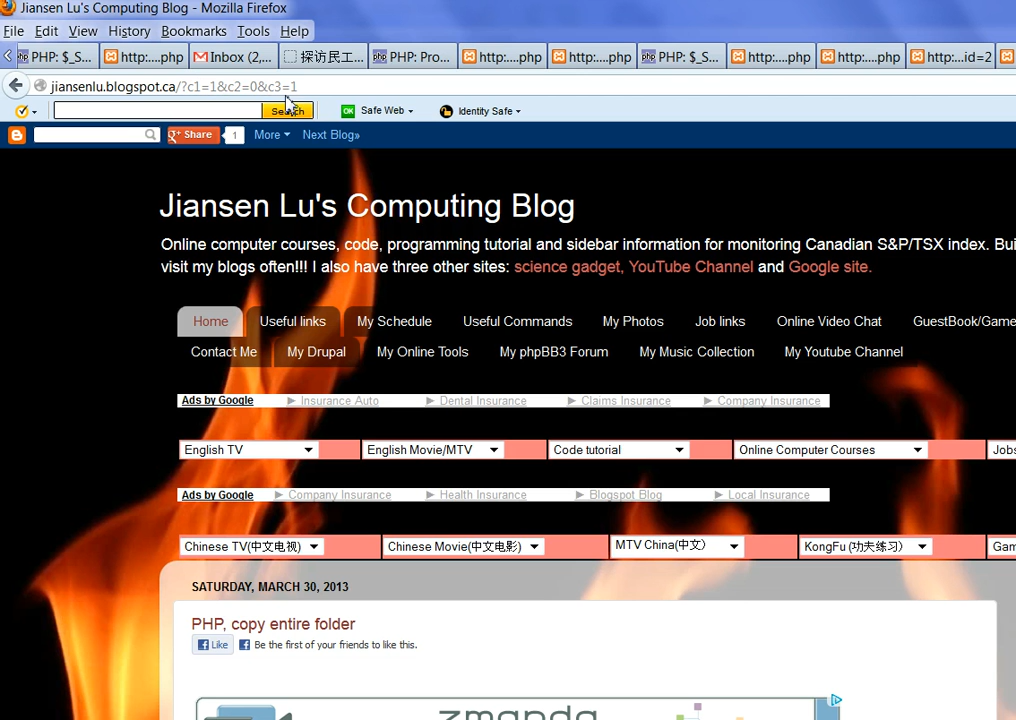 Jiansen Lu's Computing Blog - Mozilla Firefox
File Edit View History Bookmarks Tools Help
PHP: $_S... http:....php Inbox (2,... 探访民工... PHP: Pro... http:....php http:....php PHP: $_S... http:....php http:....php http:...id=2
jiansenlu.blogspot.ca/?c1=1&c2=0&c3=1
Search OK Safe Web Identity Safe
g+ Share 1 More Next Blog»
Jiansen Lu's Computing Blog
Online computer courses, code, programming tutorial and sidebar information for monitoring Canadian S&P/TSX index. Bui
visit my blogs often!!! I also have three other sites: science gadget, YouTube Channel and Google site.
Home Useful links My Schedule Useful Commands My Photos Job links Online Video Chat GuestBook/Game
Contact Me My Drupal My Online Tools My phpBB3 Forum My Music Collection My Youtube Channel
Ads by Google ► Insurance Auto ► Dental Insurance ► Claims Insurance ► Company Insurance
English TV English Movie/MTV Code tutorial Online Computer Courses Jobs
Ads by Google ► Company Insurance ► Health Insurance ► Blogspot Blog ► Local Insurance
Chinese TV(中文电视) Chinese Movie(中文电影) MTV China(中文) KongFu (功夫练习) Gam
SATURDAY, MARCH 30, 2013
PHP, copy entire folder
Like Be the first of your friends to like this.
zmanda